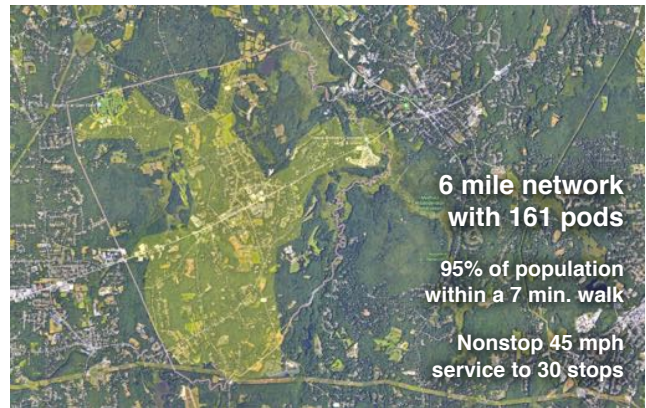 6 mile network
with 161 pods
95% of population
within a 7 min. walk
Nonstop 45 mph
service to 30 stops